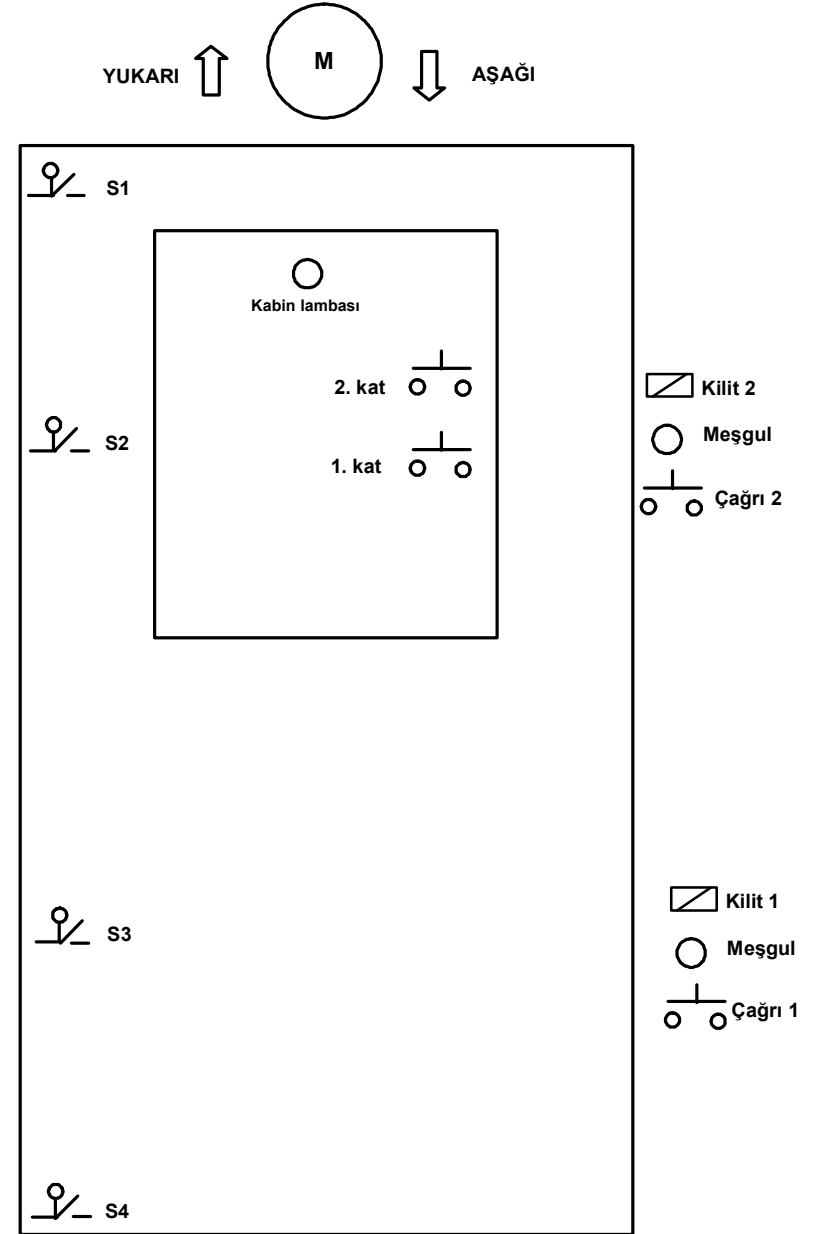 YUKARI
M
AŞAĞI
S1
Kabin lambası
2. kat
Kilit 2
S2
Meşgul
1. kat
Çağrı 2
Kilit 1
S3
Meşgul
Çağrı 1
S4